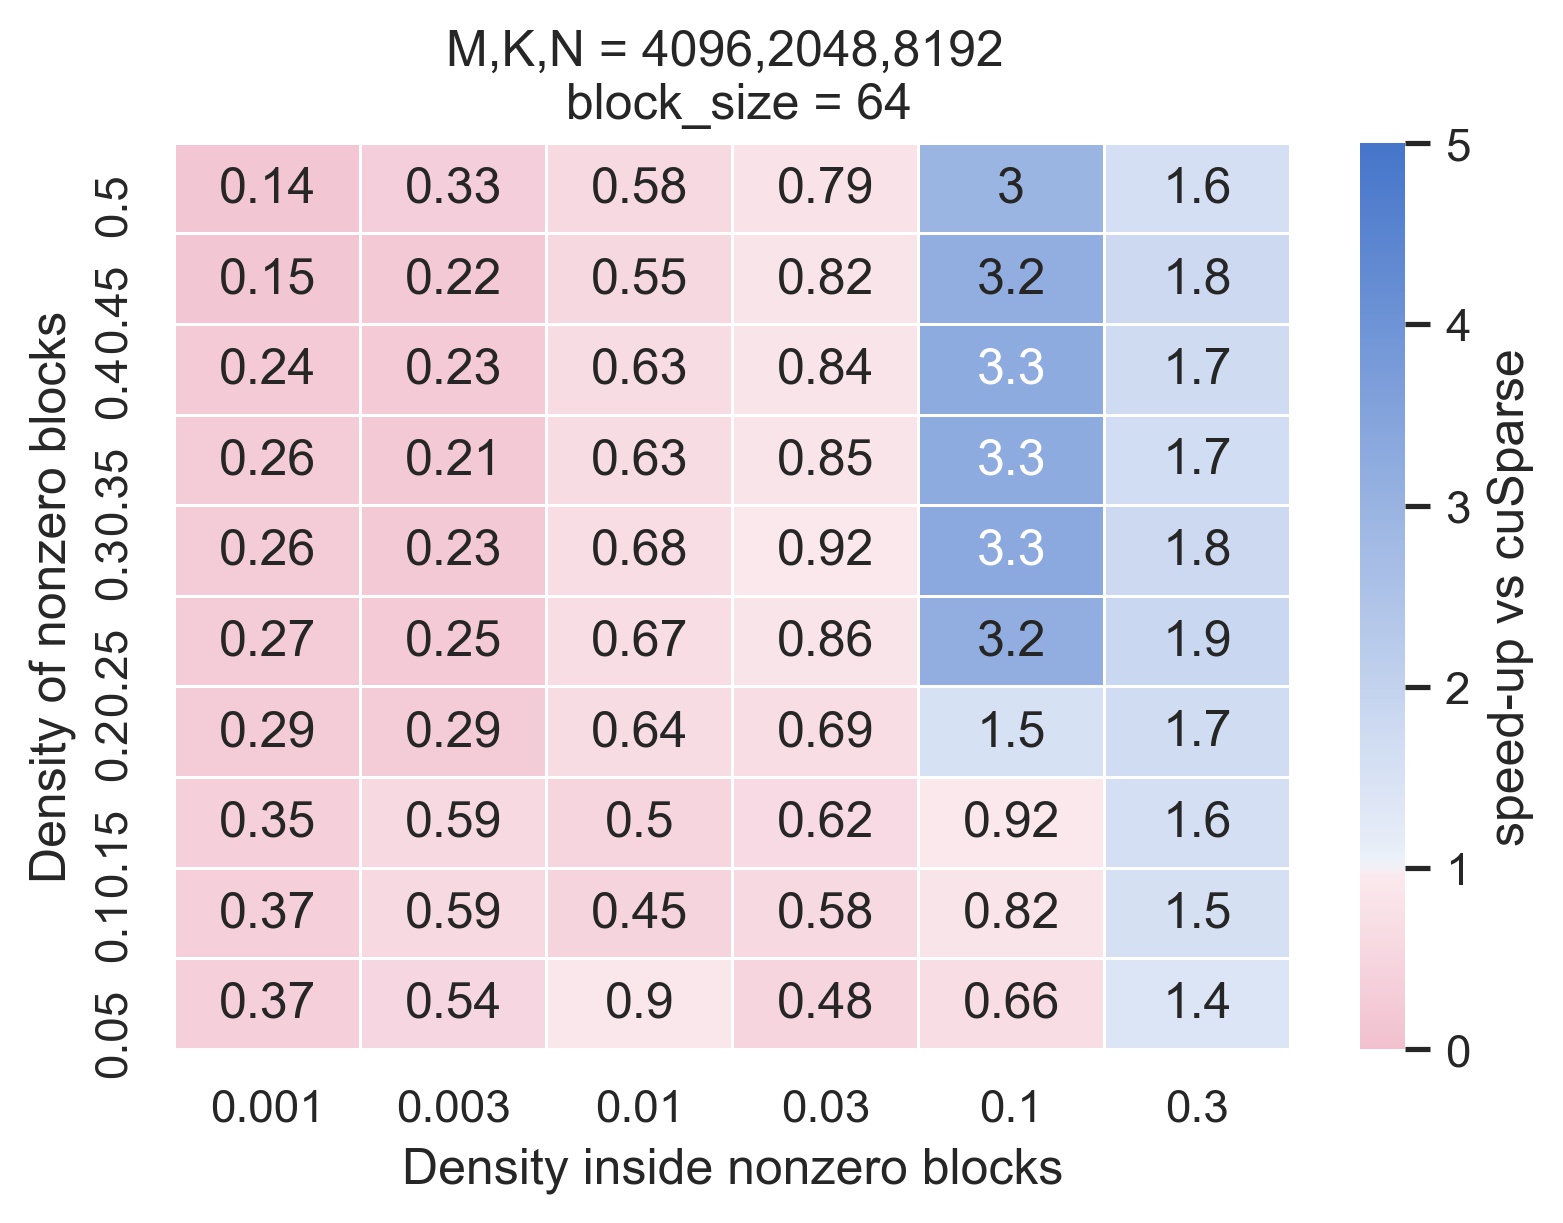 M,K,N = 4096,2048,8192
block_size = 64
Density of nonzero blocks
0.5 0.14 0.33 0.58 0.79 3 1.6
0.45 0.15 0.22 0.55 0.82 3.2 1.8
0.4 0.24 0.23 0.63 0.84 3.3 1.7
0.35 0.26 0.21 0.63 0.85 3.3 1.7
0.3 0.26 0.23 0.68 0.92 3.3 1.8
0.25 0.27 0.25 0.67 0.86 3.2 1.9
0.2 0.29 0.29 0.64 0.69 1.5 1.7
0.15 0.35 0.59 0.5 0.62 0.92 1.6
0.1 0.37 0.59 0.45 0.58 0.82 1.5
0.05 0.37 0.54 0.9 0.48 0.66 1.4
0.001 0.003 0.01 0.03 0.1 0.3
Density inside nonzero blocks
5
4
3
2
1
0
speed-up vs cuSparse